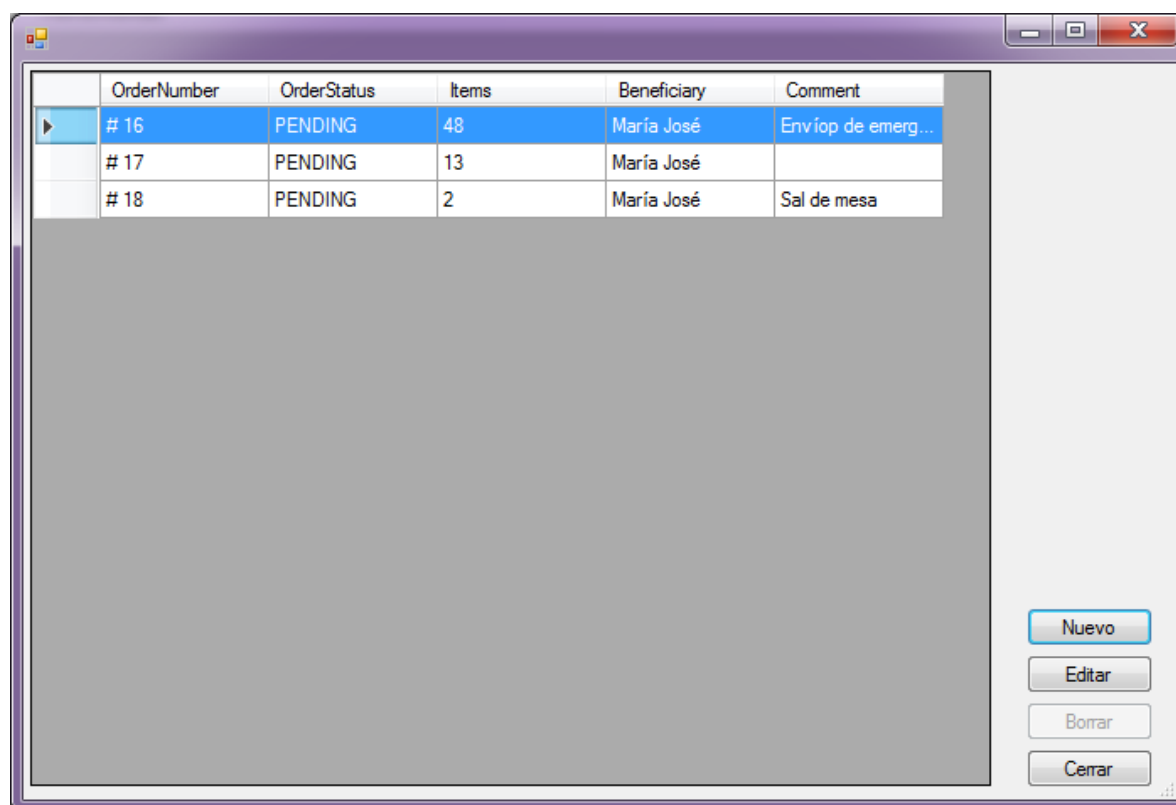 OrderNumber OrderStatus Items Beneficiary Comment
# 16 PENDING 48 María José Envíop de emerg...
# 17 PENDING 13 María José
# 18 PENDING 2 María José Sal de mesa
Nuevo
Editar
Borrar
Cerrar